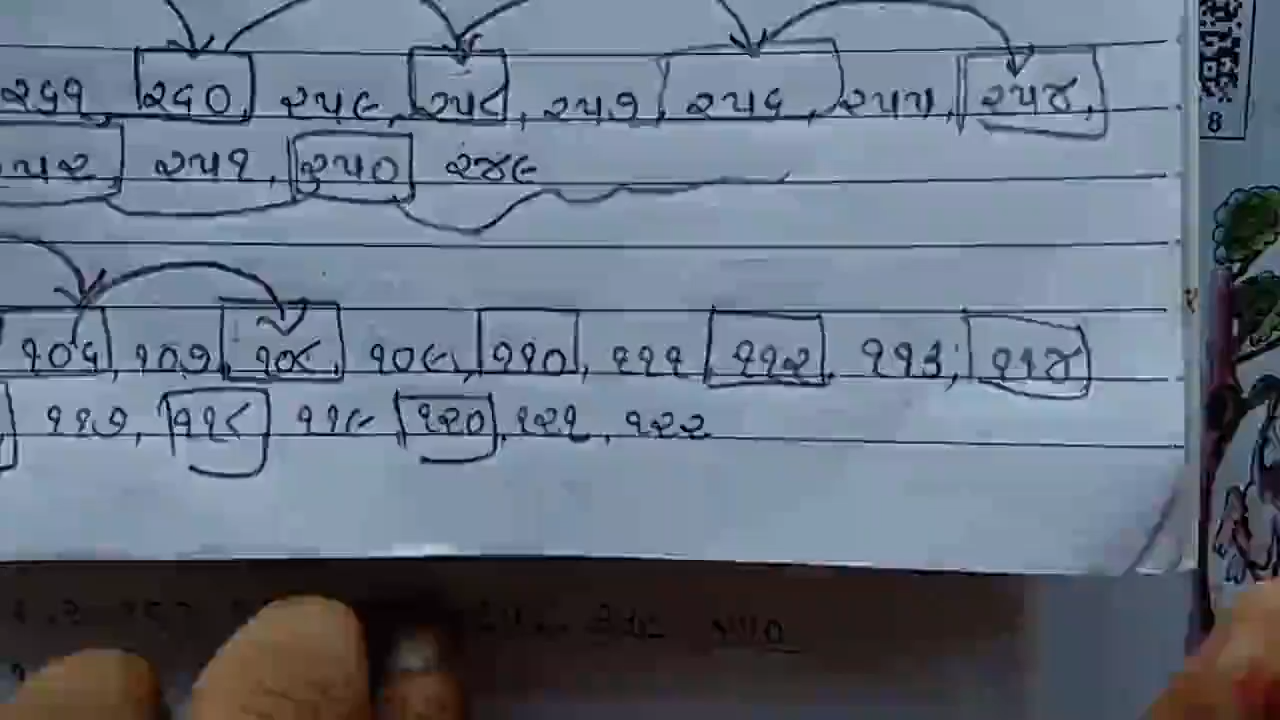 ૨૬૧, ૨૬૦, ૨૫૯, ૨૫૮, ૨૫૭, ૨૫૬, ૨૫૫, ૨૫૪,
૨૫૧, ૨૫૦ ૨૪૯
૧૦૬, ૧૦૭, ૧૦૮, ૧૦૯, ૧૧૦, ૧૧૧, ૧૧૨, ૧૧૩, ૧૧૪
૧૧૭, ૧૧૮ ૧૧૯ ૧૨૦, ૧૨૧, ૧૨૨
8